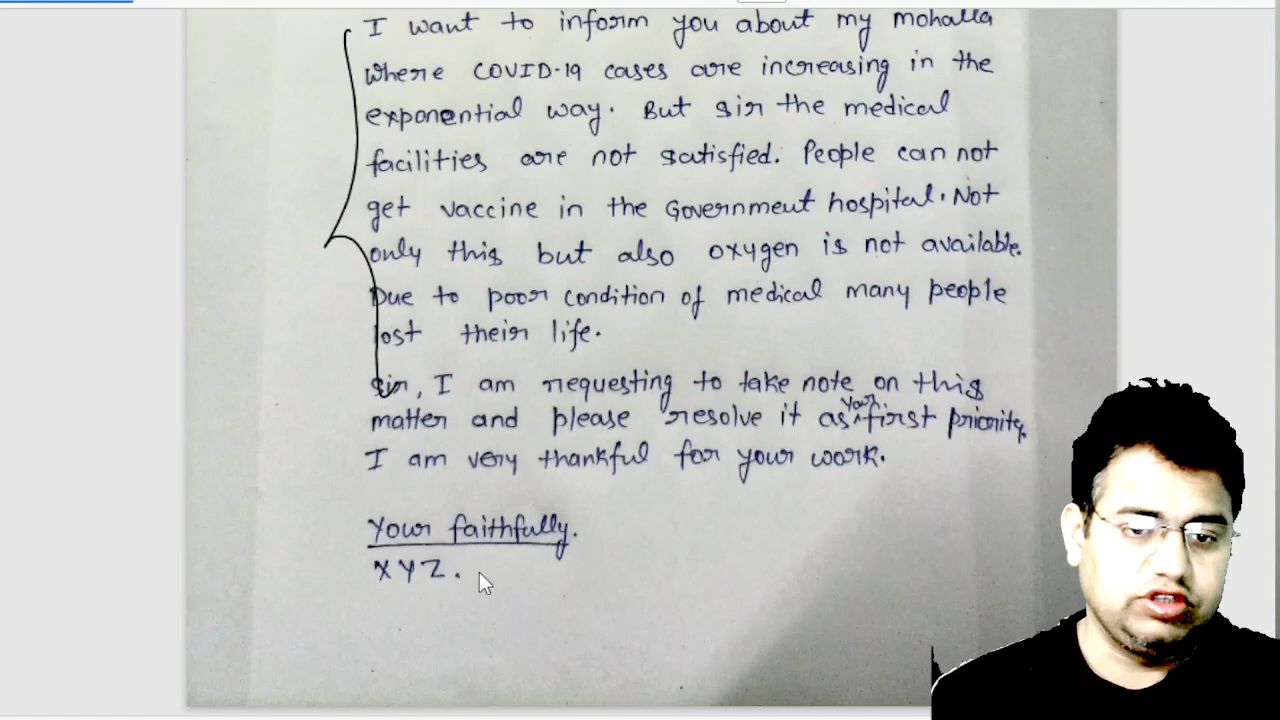 I want to inform you about my mohalla
where COVID-19 cases are increasing in the
exponential way. But sir the medical
facilities are not satisfied. People can not
get vaccine in the Government hospital. Not
only this but also oxygen is not available.
Due to poor condition of medical many people
lost their life.
Sir, I am requesting to take note on this
matter and please resolve it as your first priority.
I am very thankful for your work.
Your faithfully.
XYZ.